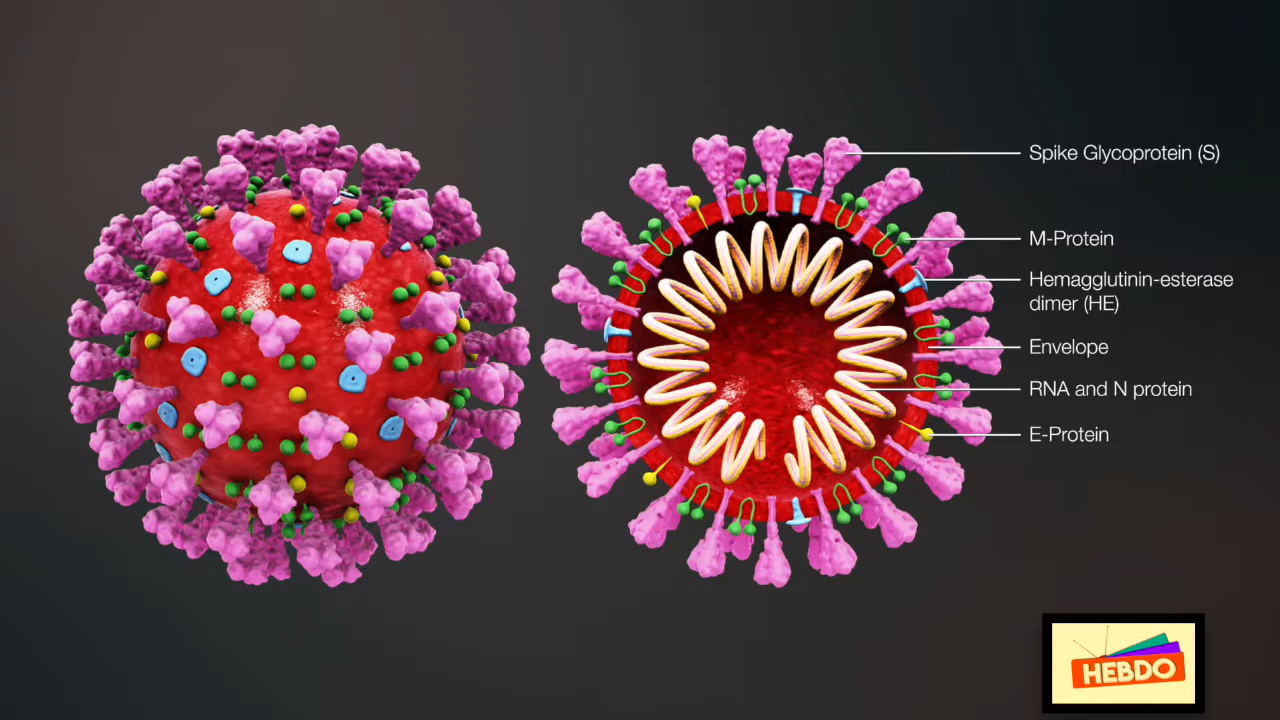 Spike Glycoprotein (S)
M-Protein
Hemagglutinin-esterase
dimer (HE)
Envelope
RNA and N protein
E-Protein
HEBDO